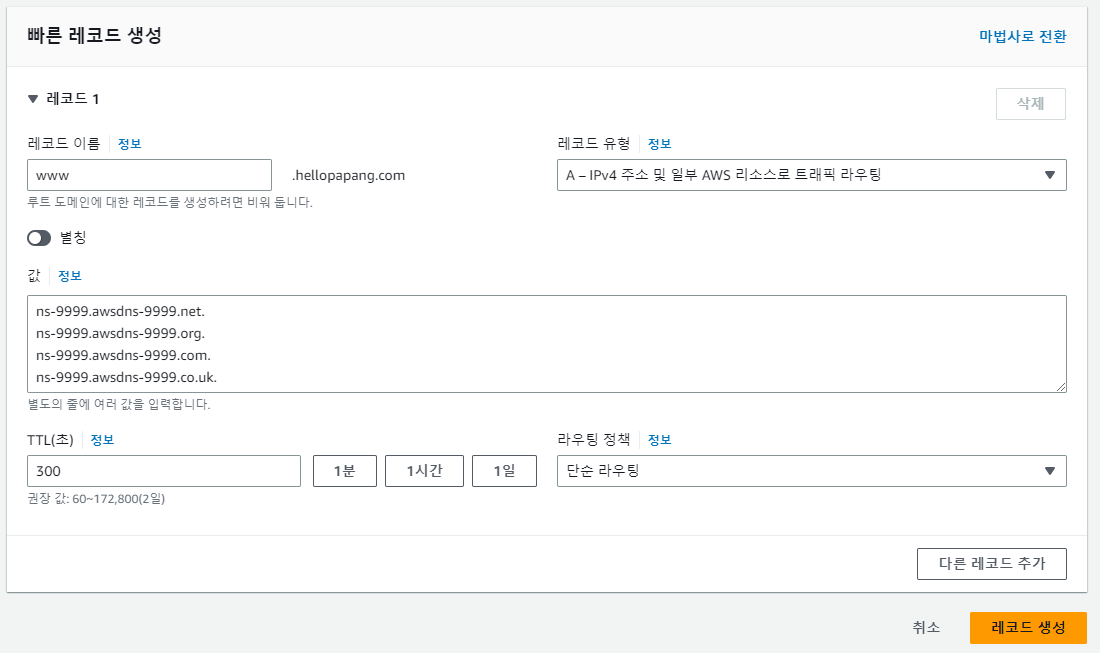 빠른 레코드 생성
마법사로 전환
레코드 1
삭제
레코드 이름 정보
www
.hellopapang.com
루트 도메인에 대한 레코드를 생성하려면 비워 둡니다.
레코드 유형 정보
A – IPv4 주소 및 일부 AWS 리소스로 트래픽 라우팅
별칭
값 정보
ns-9999.awsdns-9999.net.
ns-9999.awsdns-9999.org.
ns-9999.awsdns-9999.com.
ns-9999.awsdns-9999.co.uk.
별도의 줄에 여러 값을 입력합니다.
TTL(초) 정보
300
1분
1시간
1일
권장 값: 60~172,800(2일)
라우팅 정책 정보
단순 라우팅
다른 레코드 추가
취소
레코드 생성